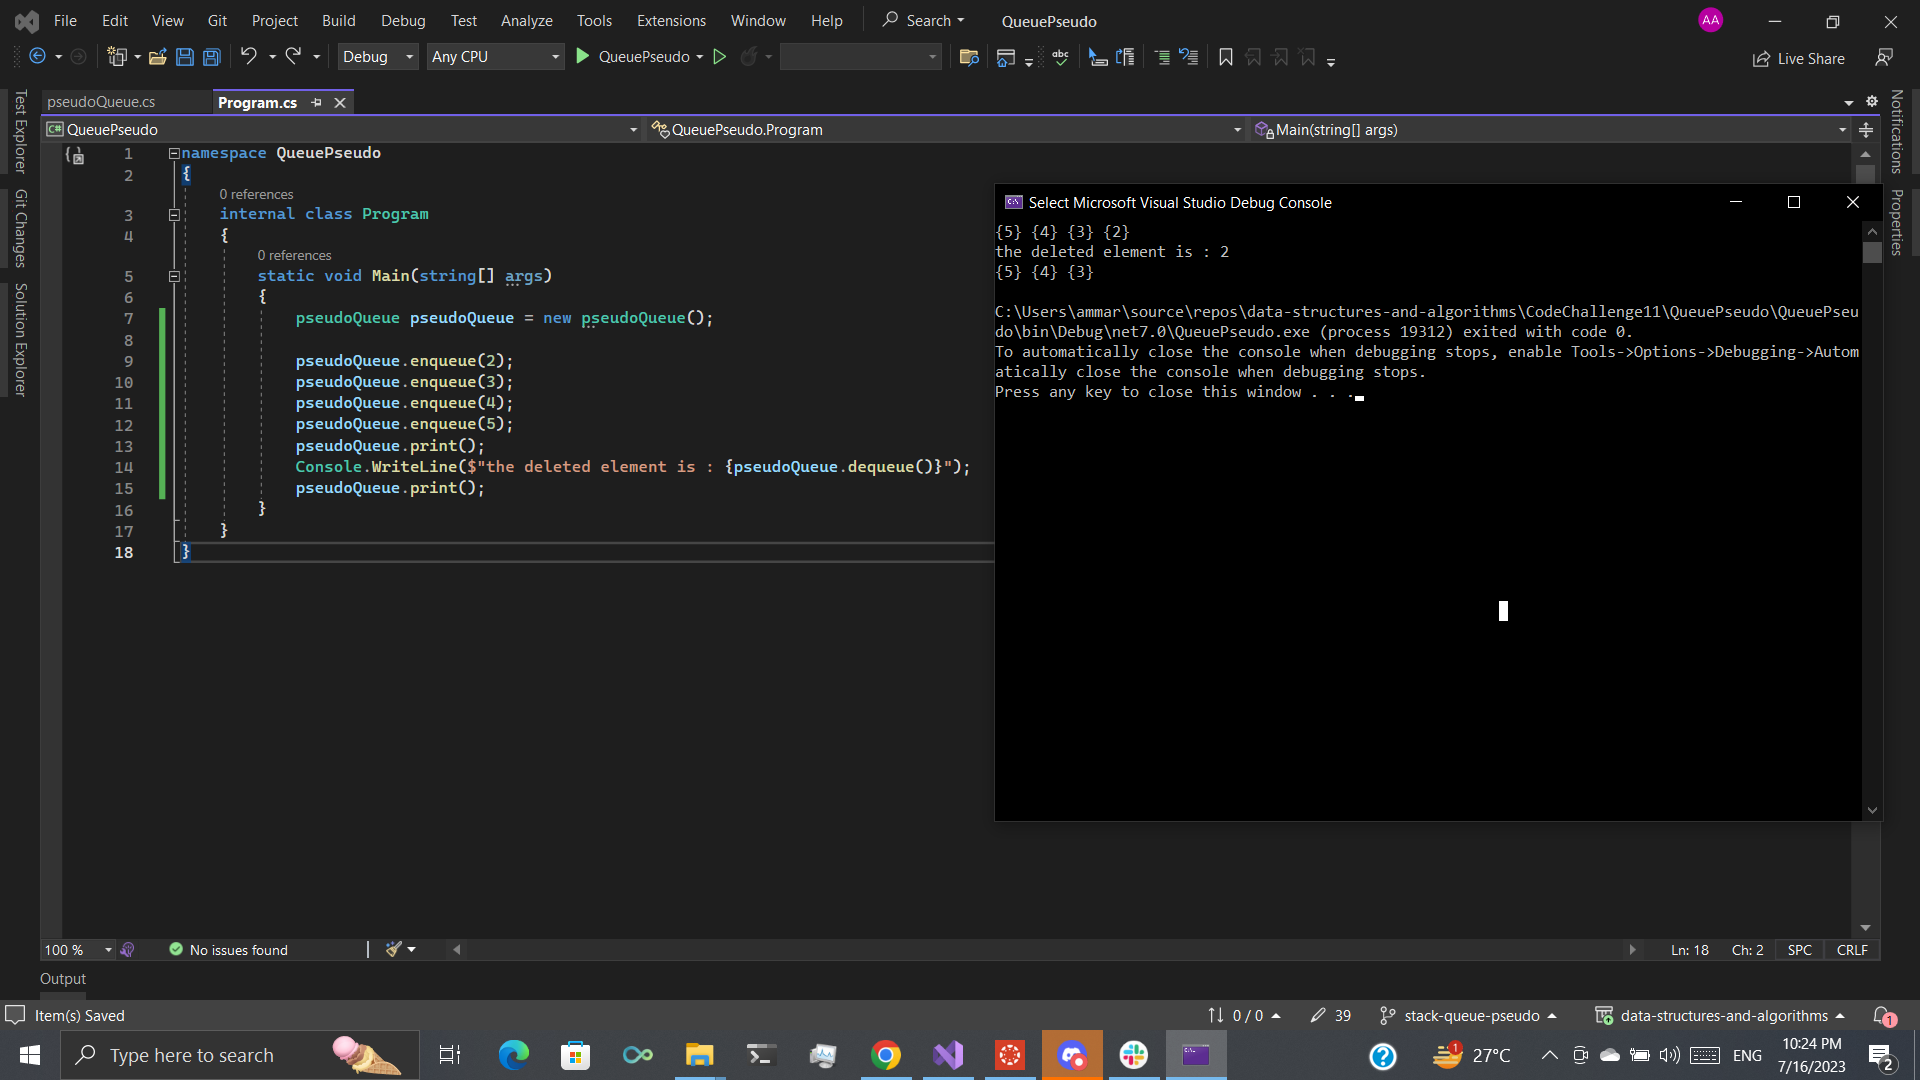 File Edit View Git Project Build Debug Test Analyze Tools Extensions Window Help Search QueuePseudo AA
Debug Any CPU QueuePseudo Live Share
pseudoQueue.cs Program.cs
C# QueuePseudo QueuePseudo.Program Main(string[] args)
Test Explorer
Git Changes
Solution Explorer
Notifications
Properties
1 namespace QueuePseudo
2 {
0 references
3 internal class Program
4 {
0 references
5 static void Main(string[] args)
6 {
7 pseudoQueue pseudoQueue = new pseudoQueue();
8
9 pseudoQueue.enqueue(2);
10 pseudoQueue.enqueue(3);
11 pseudoQueue.enqueue(4);
12 pseudoQueue.enqueue(5);
13 pseudoQueue.print();
14 Console.WriteLine($"the deleted element is : {pseudoQueue.dequeue()}");
15 pseudoQueue.print();
16 }
17 }
18 }
Select Microsoft Visual Studio Debug Console
{5} {4} {3} {2}
the deleted element is : 2
{5} {4} {3}
C:\Users\ammar\source\repos\data-structures-and-algorithms\CodeChallenge11\QueuePseudo\QueuePseu
do\bin\Debug\net7.0\QueuePseudo.exe (process 19312) exited with code 0.
To automatically close the console when debugging stops, enable Tools->Options->Debugging->Autom
atically close the console when debugging stops.
Press any key to close this window . . .
100 % No issues found Ln: 18 Ch: 2 SPC CRLF
Output
Item(s) Saved 0 / 0 39 stack-queue-pseudo data-structures-and-algorithms 1
Type here to search 1 27°C ENG 10:24 PM
7/16/2023 2